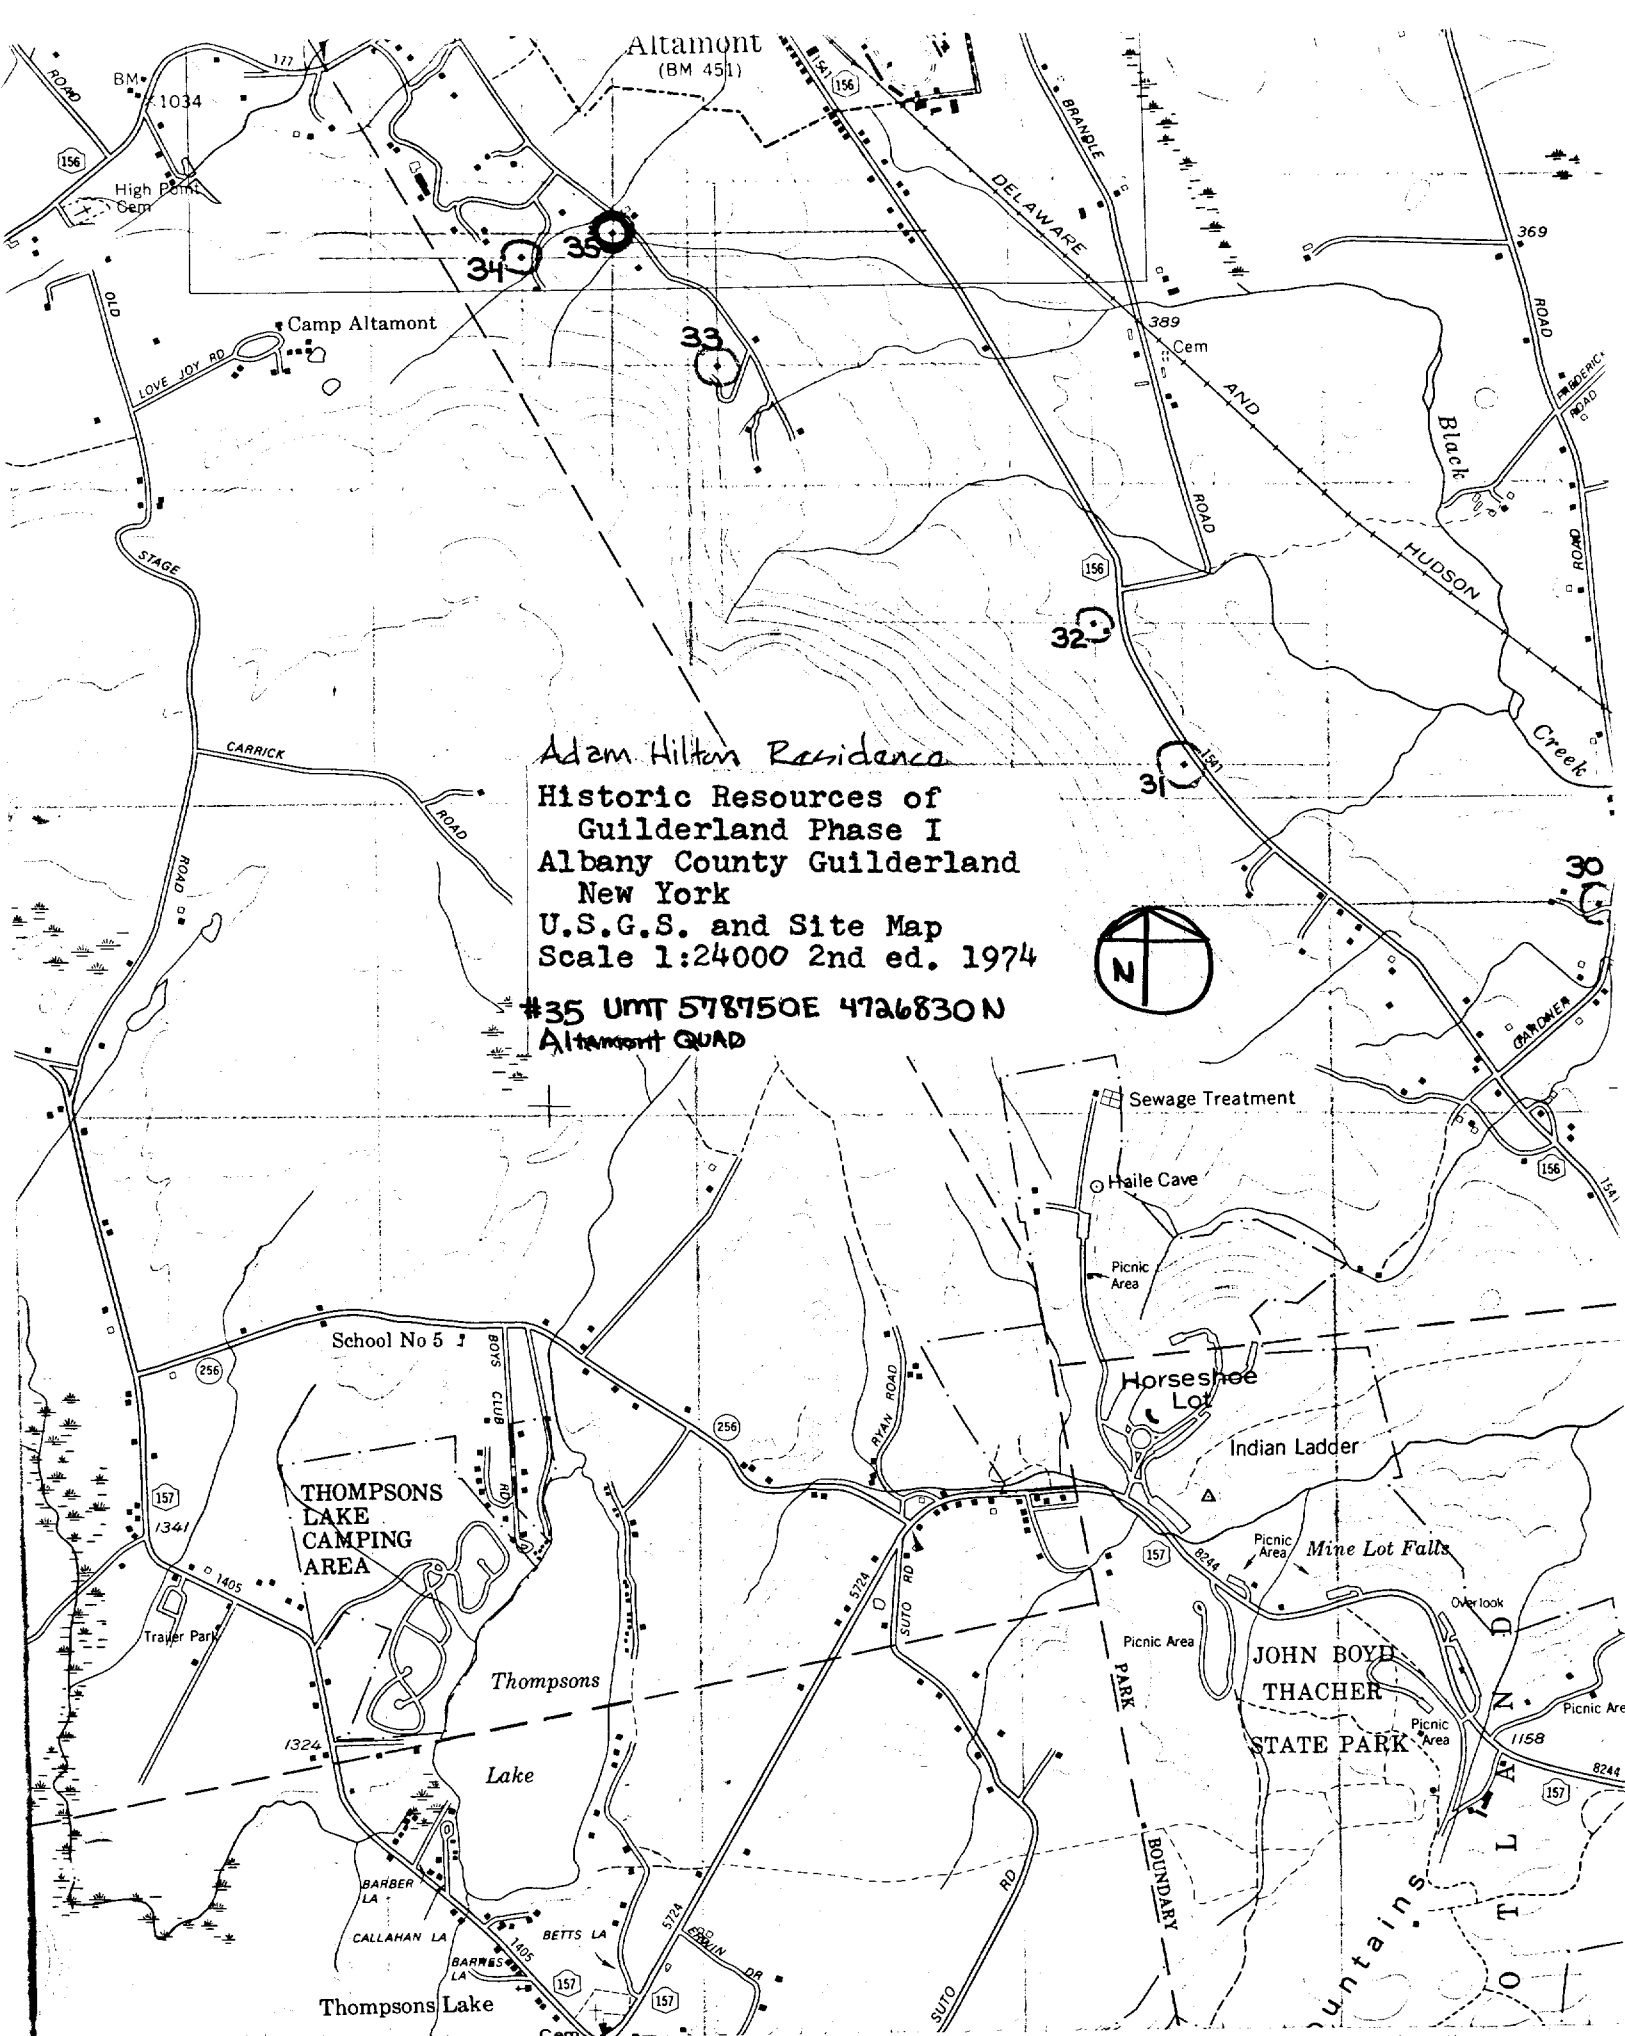 Altamont
(BM 451)
177
ROAD
BM
1034
156
1541
156
BRANDLE
High Point
Cem
DELAWARE
369
35
34
OLD
Camp Altamont
389
ROAD
33
Cem
LOVE JOY RD
AND
FREDERICK
ROAD
Black
ROAD
STAGE
156
HUDSON
ROAD
32
Creek
CARRICK
1541
31
ROAD
ROAD
30
Adam Hilton Residence
Historic Resources of
Guilderland Phase I
Albany County Guilderland
New York
U.S.G.S. and Site Map
Scale 1:24000 2nd ed. 1974
#35 UMT 578750E 4726830N
Altamont QUAD
N
GARDNER
Sewage Treatment
156
Haile Cave
1541
Picnic
Area
School No 5
BOYS
CLUB
RD
256
RYAN ROAD
Horseshoe
Lot
256
Indian Ladder
THOMPSONS
LAKE
CAMPING
AREA
157
1341
Picnic
Area
Mine Lot Falls
157
8244
1405
5724
SUTO RD
Overlook
Trailer Park
Picnic Area
JOHN BOYD
THACHER
STATE PARK
PARK
Thompsons
Picnic Are
Picnic
Area
1158
1324
Lake
8244
157
BOUNDARY
BARBER
LA
RD
CALLAHAN LA
BETTS LA
5724
ERWIN
DR
1405
BARNES
LA
157
157
Thompsons Lake
SUTO
Cem
untains
O T L A N D